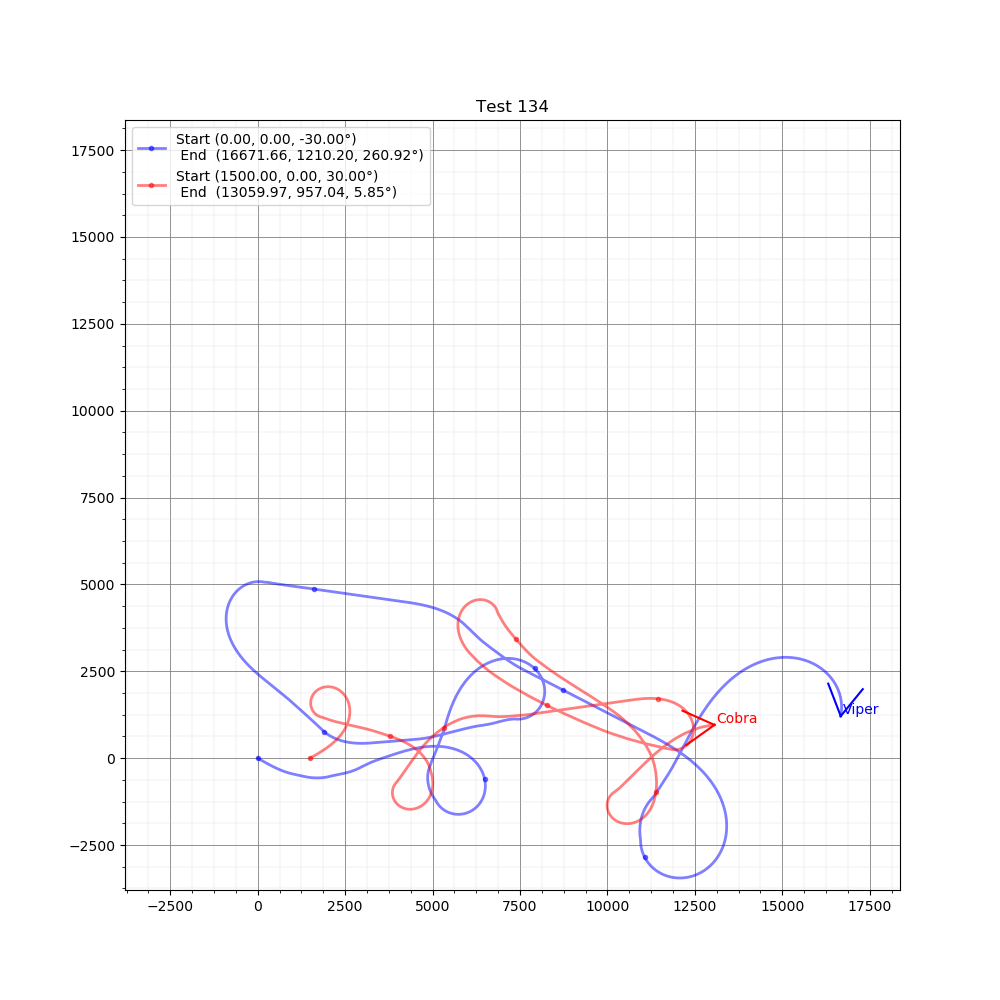 Test 134
Start (0.00, 0.00, -30.00°)
End (16671.66, 1210.20, 260.92°)
Start (1500.00, 0.00, 30.00°)
End (13059.97, 957.04, 5.85°)
17500
15000
12500
10000
7500
5000
2500
0
−2500
Cobra
Viper
−2500 0 2500 5000 7500 10000 12500 15000 17500